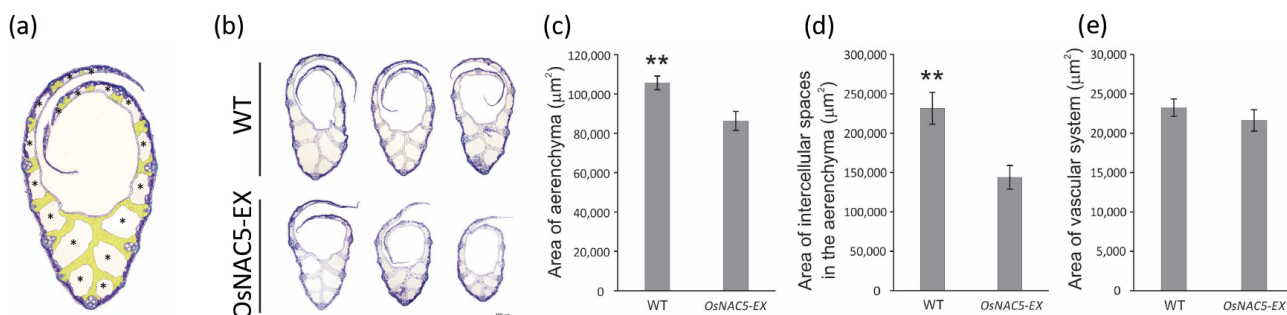 (a)
(b)
WT
OsNAC5-EX
(c)
Area of aerenchyma (μm²)
120,000
100,000
80,000
60,000
40,000
20,000
0
**
WT
OsNAC5-EX
(d)
Area of intercellular spaces
in the aerenchyma (μm²)
300,000
250,000
200,000
150,000
100,000
50,000
0
**
WT
OsNAC5-EX
(e)
Area of vascular system (μm²)
30,000
25,000
20,000
15,000
10,000
5,000
0
WT
OsNAC5-EX